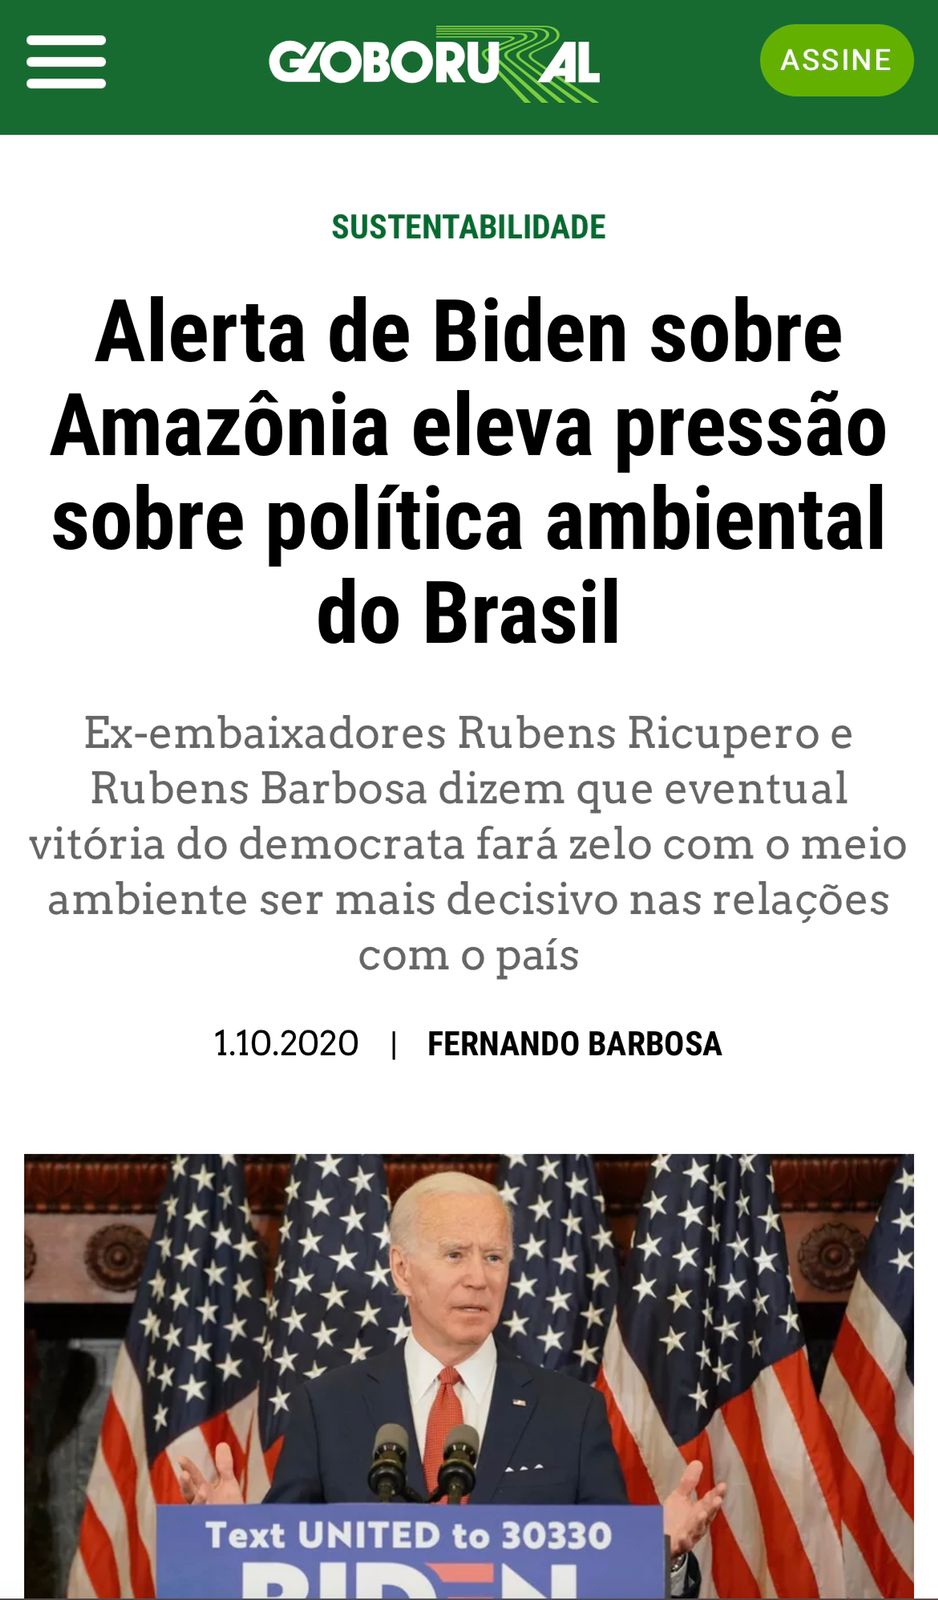 GLOBORURAL
ASSINE
SUSTENTABILIDADE
Alerta de Biden sobre
Amazônia eleva pressão
sobre política ambiental
do Brasil
Ex-embaixadores Rubens Ricupero e
Rubens Barbosa dizem que eventual
vitória do democrata fará zelo com o meio
ambiente ser mais decisivo nas relações
com o país
1.10.2020 | FERNANDO BARBOSA
Text UNITED to 30330
BIDEN